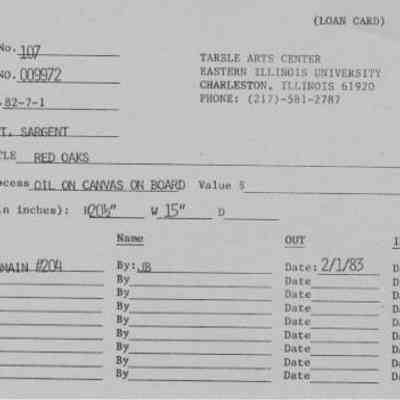 (LOAN CARD)
No. 107
NO. 009972
82-7-1
TARBLE ARTS CENTER
EASTERN ILLINOIS UNIVERSITY
CHARLESTON, ILLINOIS 61920
PHONE: (217)-581-2787
T. SARGENT
TLE RED OAKS
ocess OIL ON CANVAS ON BOARD Value $
in inches): H 20½" W 15" D
Name OUT I
MAIN #204 By: JB Date: 2/1/83 D
By Date D
By Date D
By Date D
By Date D
By Date D
By Date D
By Date D
By Date D